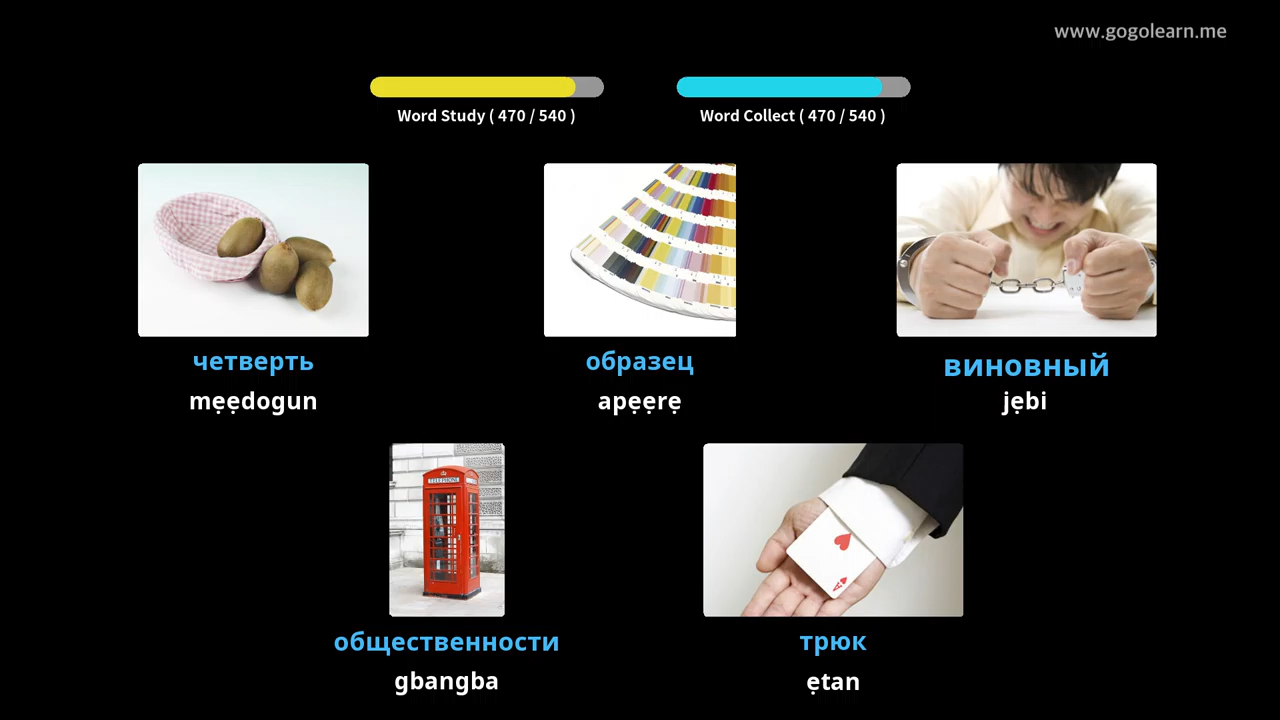 www.gogolearn.me
Word Study ( 470 / 540 )
Word Collect ( 470 / 540 )
четверть
mẹẹdogun
образец
apẹẹrẹ
виновный
jẹbi
TELEPHONE
общественности
gbangba
A
трюк
ẹtan